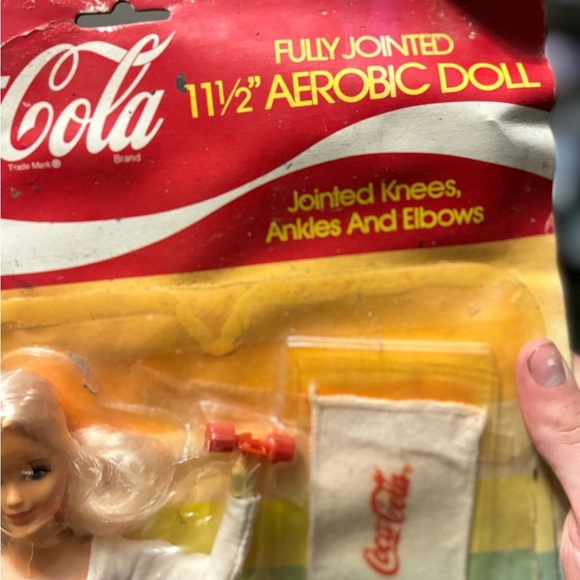 Cola
Trade Mark ®
Brand
FULLY JOINTED
11½" AEROBIC DOLL
Jointed Knees,
Ankles And Elbows
Coca-Cola